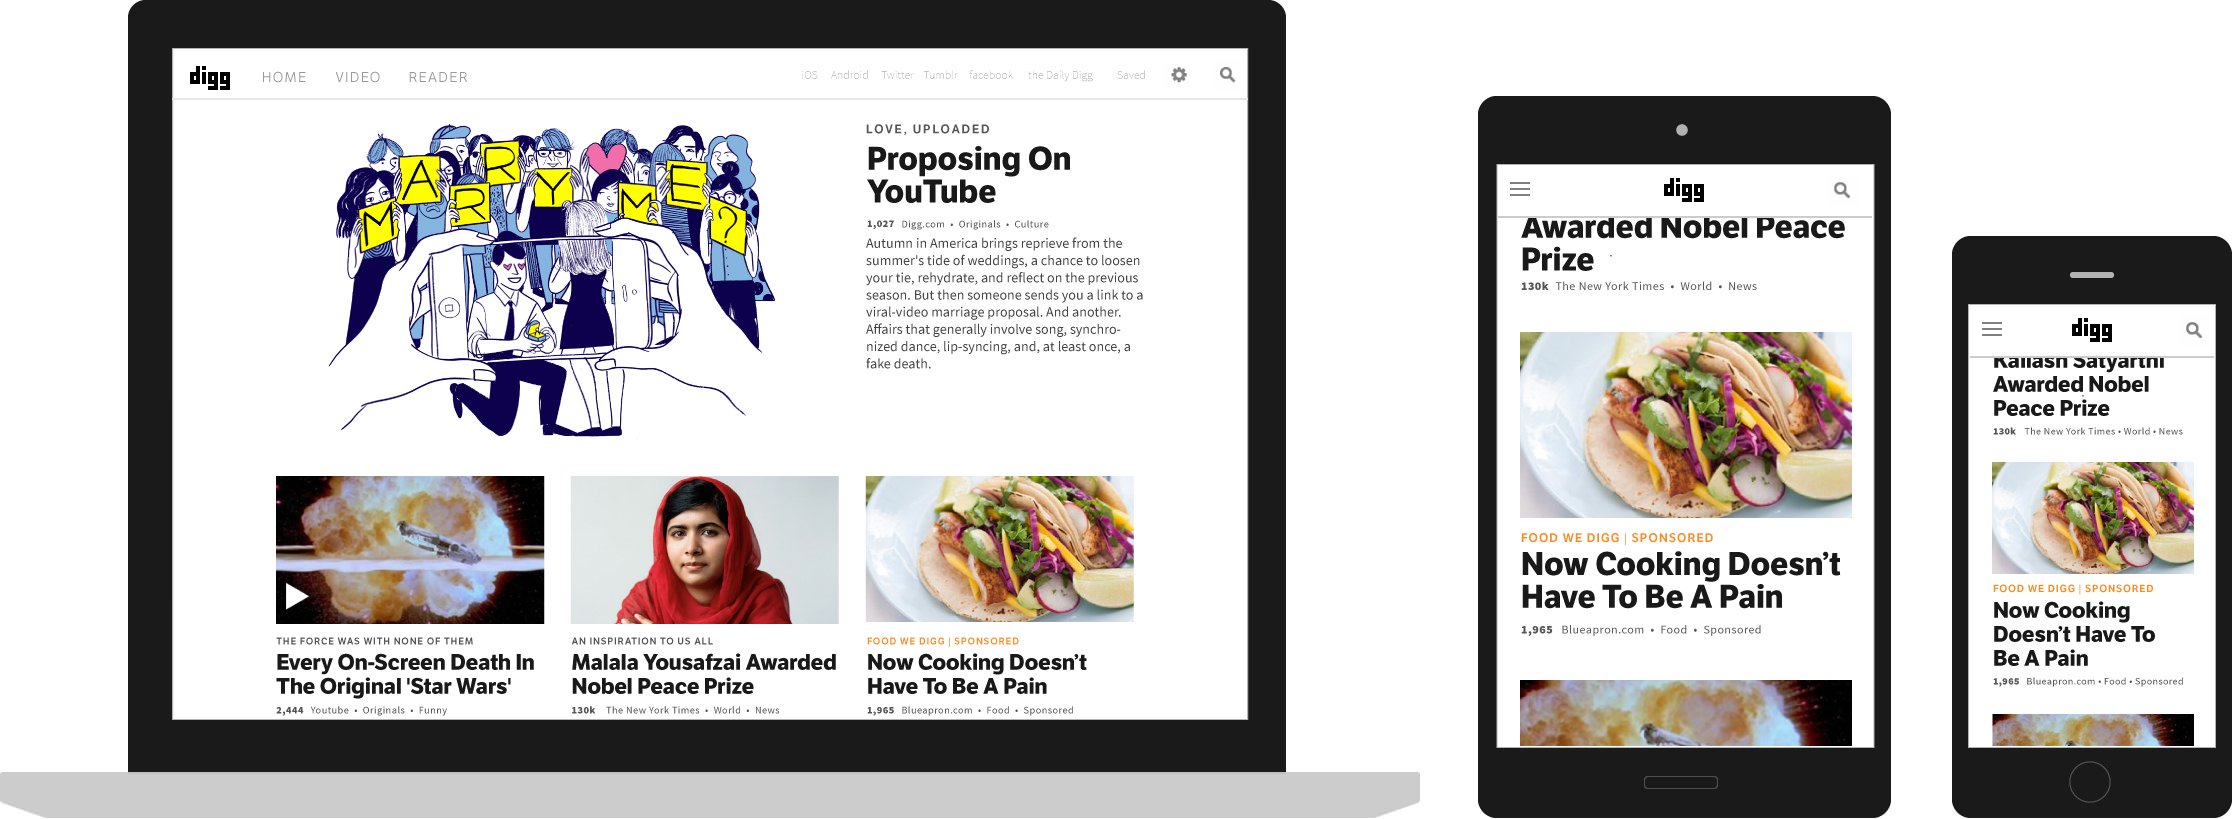 digg HOME VIDEO READER iOS Android Twitter Tumblr facebook the Daily Digg Saved
MARRY ME?
LOVE, UPLOADED
Proposing On
YouTube
1,027 Digg.com • Originals • Culture
Autumn in America brings reprieve from the
summer's tide of weddings, a chance to loosen
your tie, rehydrate, and reflect on the previous
season. But then someone sends you a link to a
viral-video marriage proposal. And another.
Affairs that generally involve song, synchro-
nized dance, lip-syncing, and, at least once, a
fake death.
THE FORCE WAS WITH NONE OF THEM
Every On-Screen Death In
The Original 'Star Wars'
2,444 Youtube • Originals • Funny
AN INSPIRATION TO US ALL
Malala Yousafzai Awarded
Nobel Peace Prize
130k The New York Times • World • News
FOOD WE DIGG | SPONSORED
Now Cooking Doesn’t
Have To Be A Pain
1,965 Blueapron.com • Food • Sponsored
digg
Awarded Nobel Peace
Prize
130k The New York Times • World • News
FOOD WE DIGG | SPONSORED
Now Cooking Doesn’t
Have To Be A Pain
1,965 Blueapron.com • Food • Sponsored
digg
Kailash Satyarthi
Awarded Nobel
Peace Prize
130k The New York Times • World • News
FOOD WE DIGG | SPONSORED
Now Cooking
Doesn’t Have To
Be A Pain
1,965 Blueapron.com • Food • Sponsored